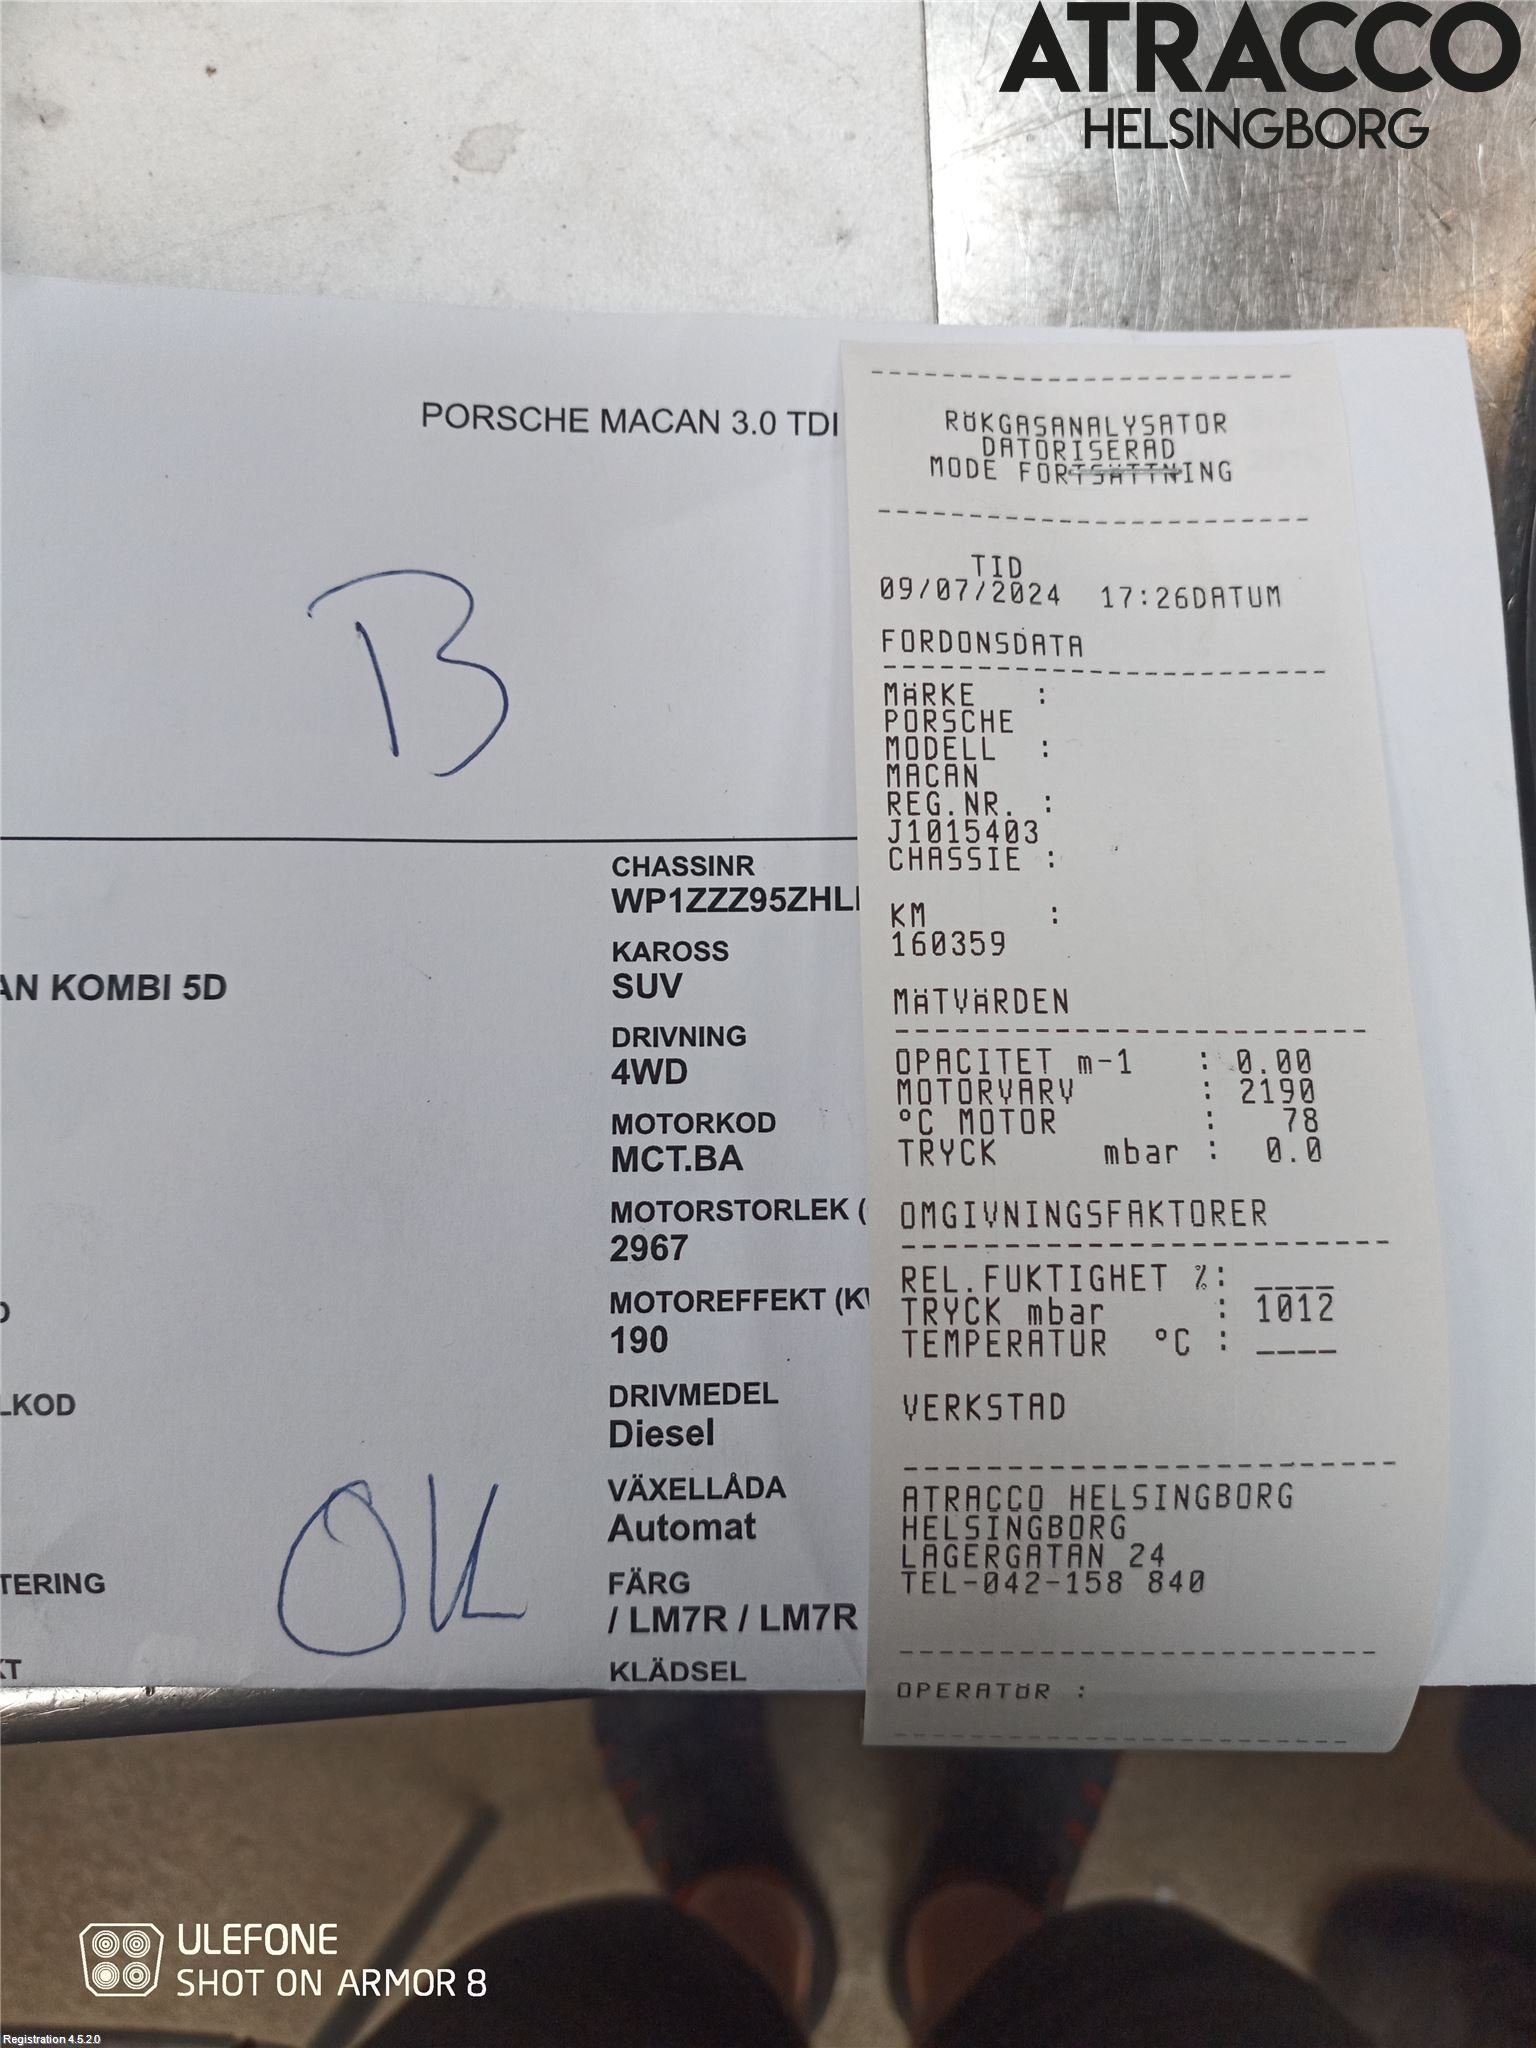 ATRACCO
HELSINGBORG
PORSCHE MACAN 3.0 TDI
B
AN KOMBI 5D
LKOD
TERING
KT
OK
CHASSINR
WP1ZZZ95ZHL
KAROSS
SUV
DRIVNING
4WD
MOTORKOD
MCT.BA
MOTORSTORLEK (
2967
MOTOREFFEKT (KW
190
DRIVMEDEL
Diesel
VÄXELLÅDA
Automat
FÄRG
/ LM7R / LM7R
KLÄDSEL
RÖKGASANALYSATOR
DATORISERAD
MODE FORTSÄTTNING
TID
09/07/2024 17:26DATUM
FORDONSDATA
MÄRKE :
PORSCHE
MODELL :
MACAN
REG.NR. :
J1015403
CHASSIE :
KM :
160359
MÄTVÄRDEN
OPACITET m-1 : 0.00
MOTORVARV : 2190
°C MOTOR : 78
TRYCK mbar : 0.0
OMGIVNINGSFAKTORER
REL.FUKTIGHET %: ____
TRYCK mbar : 1012
TEMPERATUR °C : ____
VERKSTAD
ATRACCO HELSINGBORG
HELSINGBORG
LAGERGATAN 24
TEL-042-158 840
OPERATÖR :
ULEFONE
SHOT ON ARMOR 8
Registration 4.5.2.0